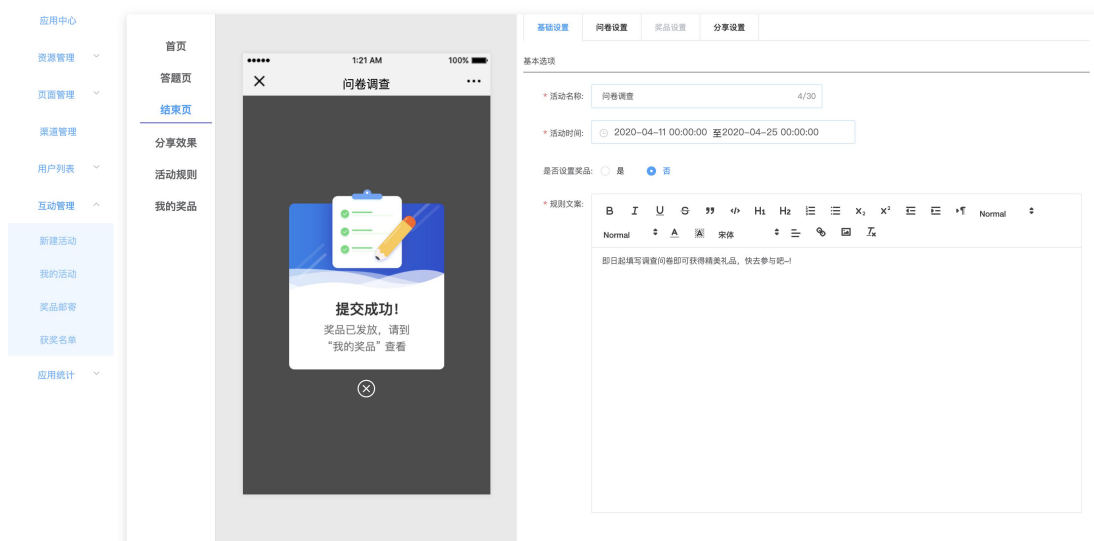 应用中心
资源管理
页面管理
渠道管理
用户列表
互动管理
新建活动
我的活动
奖品邮寄
获奖名单
应用统计
首页
答题页
结束页
分享效果
活动规则
我的奖品
1:21 AM 100%
问卷调查
提交成功!
奖品已发放，请到
“我的奖品”查看
基础设置 问卷设置 奖品设置 分享设置
基本选项
* 活动名称: 问卷调查 4/30
* 活动时间: 2020-04-11 00:00:00 至2020-04-25 00:00:00
是否设置奖品: 是 否
* 规则文案:
B I U S H1 H2 X₂ X² Normal
Normal A A 宋体 Tx
即日起填写调查问卷即可获得精美礼品，快去参与吧~!